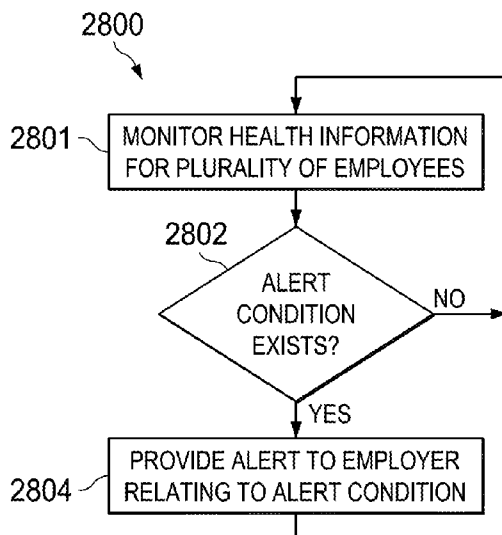 2800
2801
MONITOR HEALTH INFORMATION
FOR PLURALITY OF EMPLOYEES
2802
ALERT
CONDITION
EXISTS?
NO
YES
2804
PROVIDE ALERT TO EMPLOYER
RELATING TO ALERT CONDITION